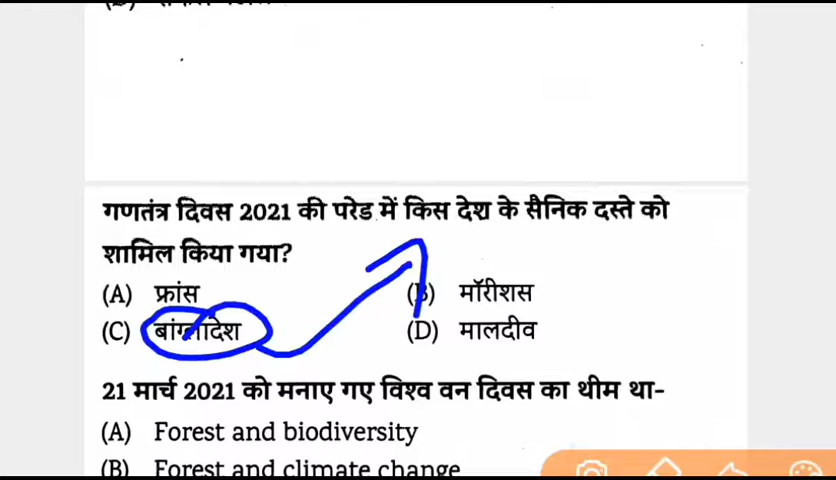 गणतंत्र दिवस 2021 की परेड में किस देश के सैनिक दस्ते को
शामिल किया गया?
(A) फ्रांस (B) मॉरीशस
(C) बांग्लादेश (D) मालदीव
21 मार्च 2021 को मनाए गए विश्व वन दिवस का थीम था-
(A) Forest and biodiversity
(B) Forest and climate change